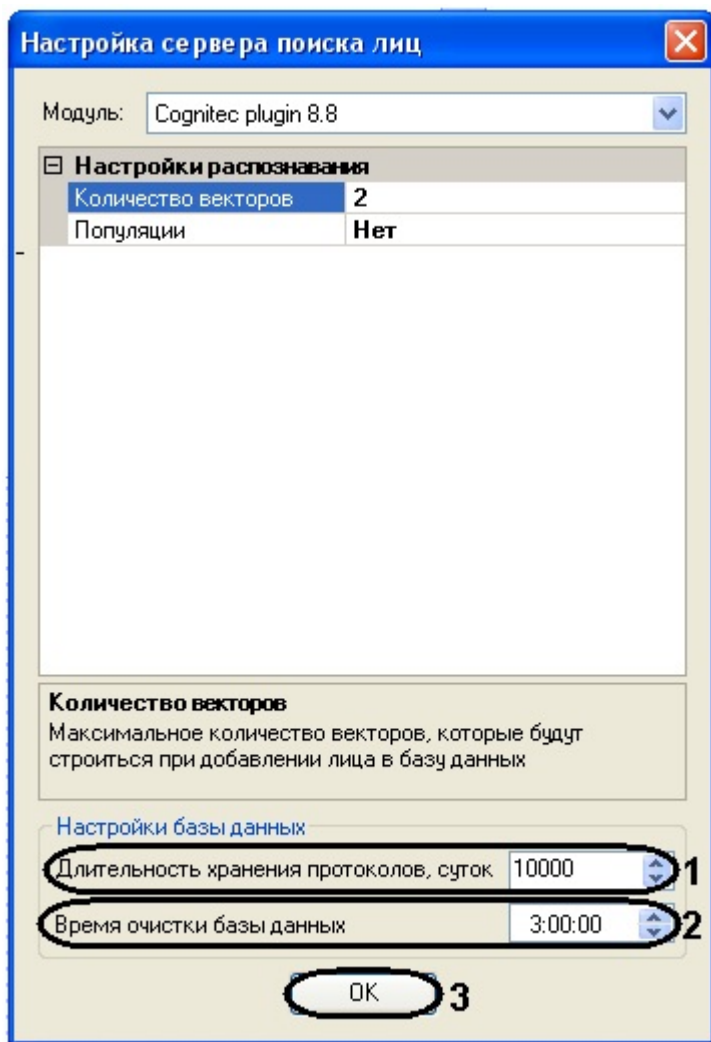 Настройка сервера поиска лиц
Модуль: Cognitec plugin 8.8
Настройки распознавания
Количество векторов 2
Популяции Нет
Количество векторов
Максимальное количество векторов, которые будут
строиться при добавлении лица в базу данных
Настройки базы данных
Длительность хранения протоколов, суток 10000 1
Время очистки базы данных 3:00:00 2
OK 3